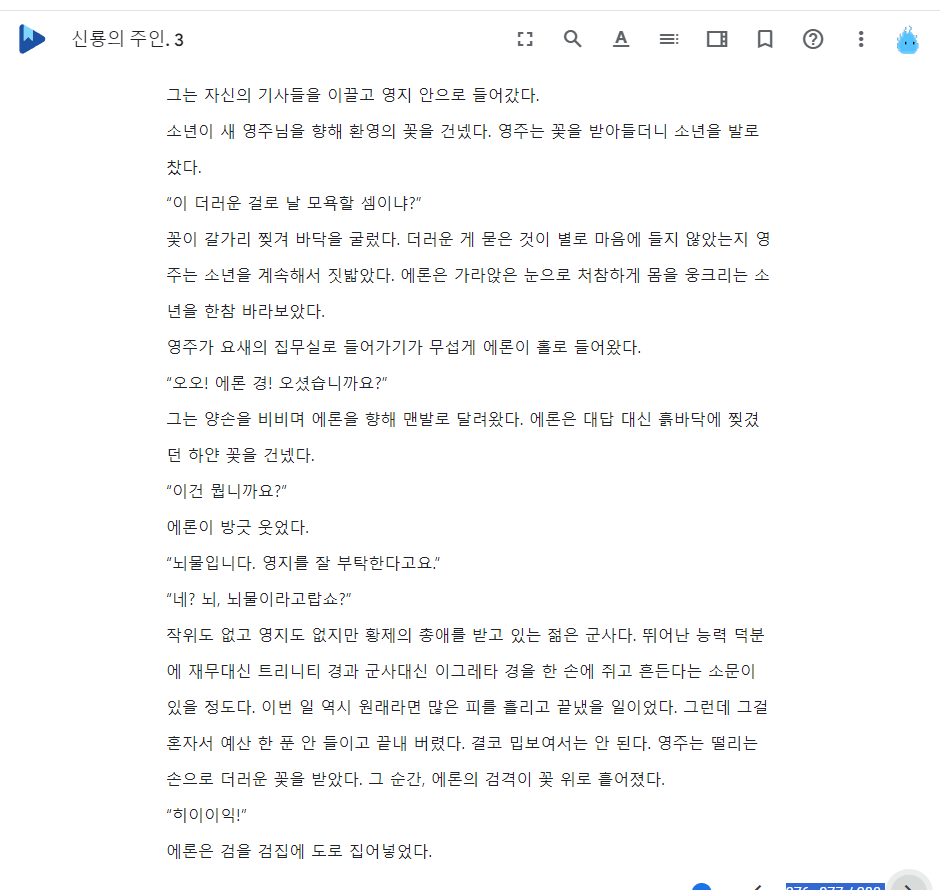 신룡의 주인. 3
그는 자신의 기사들을 이끌고 영지 안으로 들어갔다.
소년이 새 영주님을 향해 환영의 꽃을 건넸다. 영주는 꽃을 받아들더니 소년을 발로
찼다.
“이 더러운 걸로 날 모욕할 셈이냐?”
꽃이 갈가리 찢겨 바닥을 굴렀다. 더러운 게 묻은 것이 별로 마음에 들지 않았는지 영
주는 소년을 계속해서 짓밟았다. 에론은 가라앉은 눈으로 처참하게 몸을 웅크리는 소
년을 한참 바라보았다.
영주가 요새의 집무실로 들어가기가 무섭게 에론이 홀로 들어왔다.
“오오! 에론 경! 오셨습니까요?”
그는 양손을 비비며 에론을 향해 맨발로 달려왔다. 에론은 대답 대신 흙바닥에 찢겼
던 하얀 꽃을 건넸다.
“이건 뭡니까요?”
에론이 방긋 웃었다.
“뇌물입니다. 영지를 잘 부탁한다고요.”
“네? 뇌, 뇌물이라고랍쇼?”
작위도 없고 영지도 없지만 황제의 총애를 받고 있는 젊은 군사다. 뛰어난 능력 덕분
에 재무대신 트리니티 경과 군사대신 이그레타 경을 한 손에 쥐고 흔든다는 소문이
있을 정도다. 이번 일 역시 원래라면 많은 피를 흘리고 끝냈을 일이었다. 그런데 그걸
혼자서 예산 한 푼 안 들이고 끝내 버렸다. 결코 밉보여서는 안 된다. 영주는 떨리는
손으로 더러운 꽃을 받았다. 그 순간, 에론의 검격이 꽃 위로 흩어졌다.
“히이이익!”
에론은 검을 검집에 도로 집어넣었다.